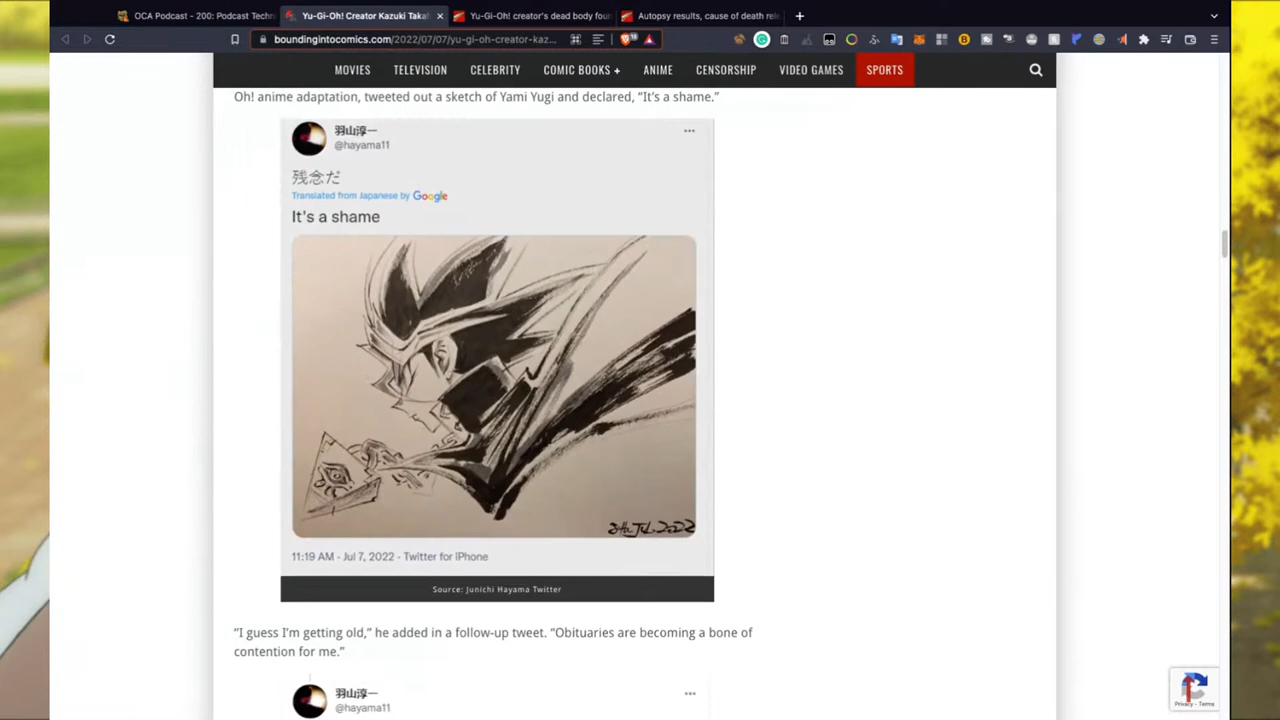 OCA Podcast - 200: Podcast Techn
Yu-Gi-Oh! Creator Kazuki Takah
Yu-Gi-Oh! creator's dead body foun
Autopsy results, cause of death rele
boundingintocomics.com/2022/07/07/yu-gi-oh-creator-kaz...
MOVIES TELEVISION CELEBRITY COMIC BOOKS + ANIME CENSORSHIP VIDEO GAMES SPORTS
Oh! anime adaptation, tweeted out a sketch of Yami Yugi and declared, “It’s a shame.”
羽山淳一
@hayama11
残念だ
Translated from Japanese by Google
It's a shame
11:19 AM - Jul 7, 2022 - Twitter for iPhone
Source: Junichi Hayama Twitter
“I guess I’m getting old,” he added in a follow-up tweet. “Obituaries are becoming a bone of
contention for me.”
羽山淳一
@hayama11
Privacy - Terms